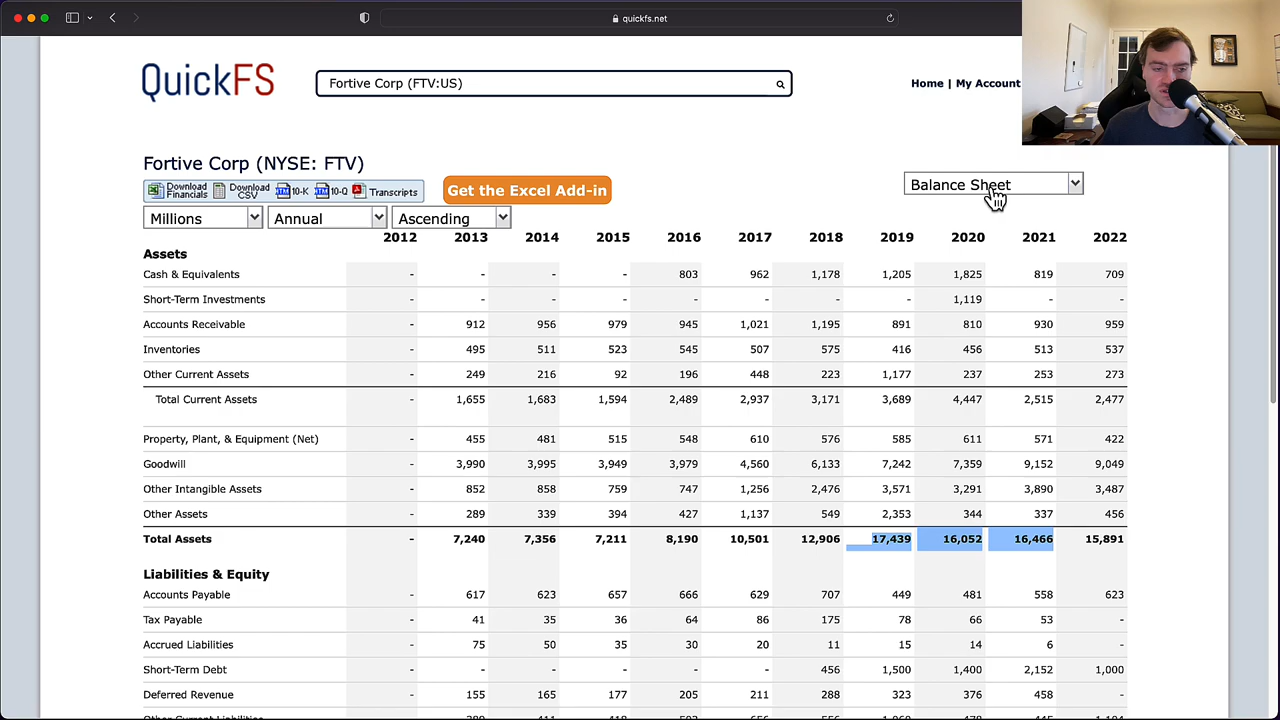 quickfs.net
QuickFS
Fortive Corp (FTV:US)
Home | My Account
Fortive Corp (NYSE: FTV)
Download Financials Download CSV 10-K 10-Q Transcripts
Get the Excel Add-in
Balance Sheet
Millions Annual Ascending
2012 2013 2014 2015 2016 2017 2018 2019 2020 2021 2022
Assets
Cash & Equivalents - - - - 803 962 1,178 1,205 1,825 819 709
Short-Term Investments - - - - - - - - 1,119 - -
Accounts Receivable - 912 956 979 945 1,021 1,195 891 810 930 959
Inventories - 495 511 523 545 507 575 416 456 513 537
Other Current Assets - 249 216 92 196 448 223 1,177 237 253 273
Total Current Assets - 1,655 1,683 1,594 2,489 2,937 3,171 3,689 4,447 2,515 2,477
Property, Plant, & Equipment (Net) - 455 481 515 548 610 576 585 611 571 422
Goodwill - 3,990 3,995 3,949 3,979 4,560 6,133 7,242 7,359 9,152 9,049
Other Intangible Assets - 852 858 759 747 1,256 2,476 3,571 3,291 3,890 3,487
Other Assets - 289 339 394 427 1,137 549 2,353 344 337 456
Total Assets - 7,240 7,356 7,211 8,190 10,501 12,906 17,439 16,052 16,466 15,891
Liabilities & Equity
Accounts Payable - 617 623 657 666 629 707 449 481 558 623
Tax Payable - 41 35 36 64 86 175 78 66 53 -
Accrued Liabilities - 75 50 35 30 20 11 15 14 6 -
Short-Term Debt - - - - - - 456 1,500 1,400 2,152 1,000
Deferred Revenue - 155 165 177 205 211 288 323 376 458 -
Other Current Liabilities